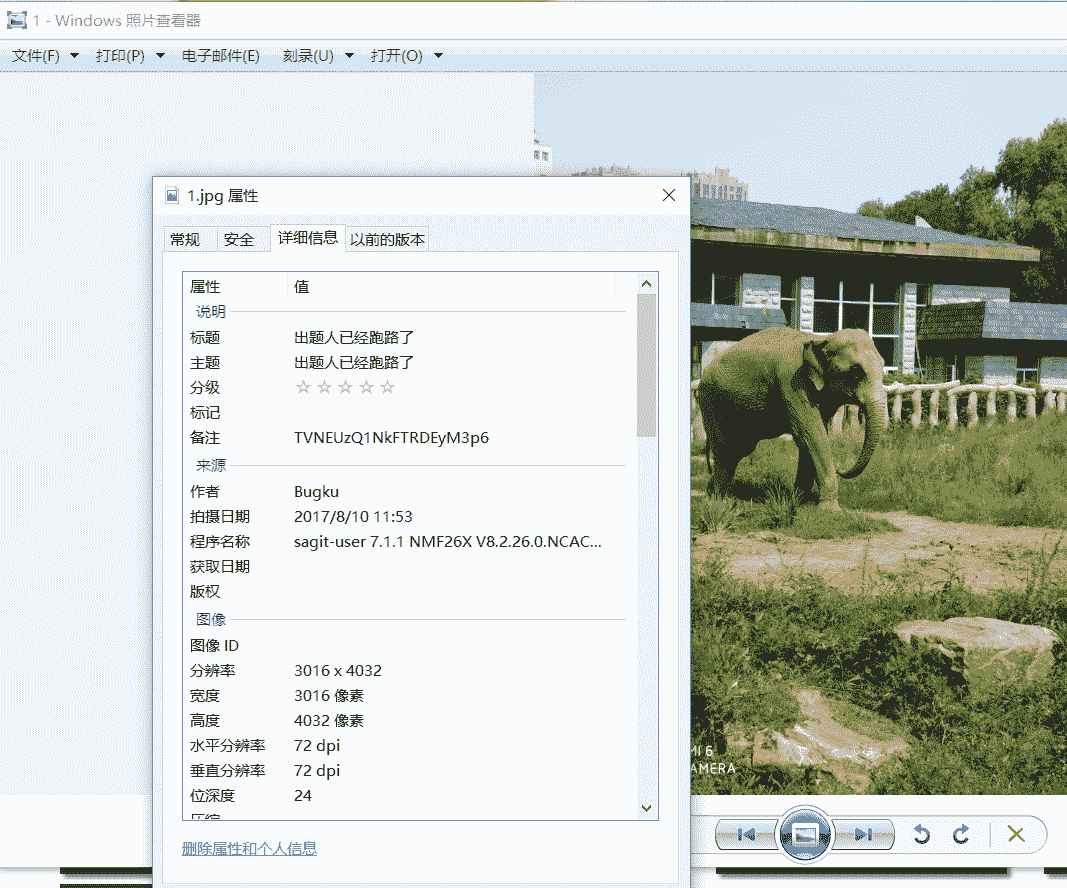 1 - Windows 照片查看器
文件(F) 打印(P) 电子邮件(E) 刻录(U) 打开(O)
1.jpg 属性
常规 安全 详细信息 以前的版本
属性 值
说明
标题 出题人已经跑路了
主题 出题人已经跑路了
分级 ☆☆☆☆☆
标记
备注 TVNEUzQ1NkFTRDEyM3p6
来源
作者 Bugku
拍摄日期 2017/8/10 11:53
程序名称 sagit-user 7.1.1 NMF26X V8.2.26.0.NCAC...
获取日期
版权
图像
图像 ID
分辨率 3016 x 4032
宽度 3016 像素
高度 4032 像素
水平分辨率 72 dpi
垂直分辨率 72 dpi
位深度 24
删除属性和个人信息
MI 6
AMERA